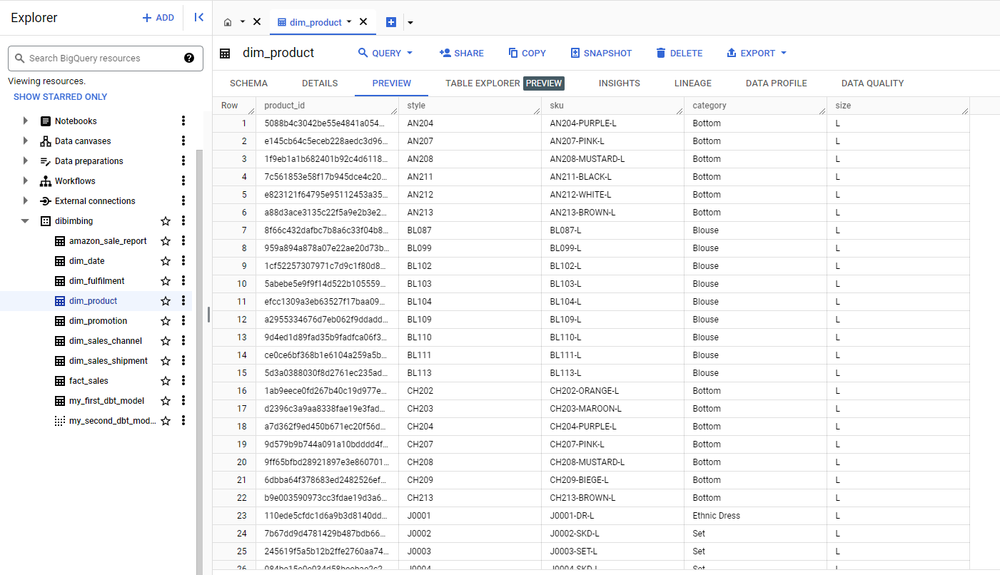 Explorer
ADD
Search BigQuery resources
Viewing resources.
SHOW STARRED ONLY
Notebooks
Data canvases
Data preparations
Workflows
External connections
dibimbing
amazon_sale_report
dim_date
dim_fulfilment
dim_product
dim_promotion
dim_sales_channel
dim_sales_shipment
fact_sales
my_first_dbt_model
my_second_dbt_mod...
dim_product
dim_product
QUERY SHARE COPY SNAPSHOT DELETE EXPORT
SCHEMA DETAILS PREVIEW TABLE EXPLORER PREVIEW INSIGHTS LINEAGE DATA PROFILE DATA QUALITY
Row product_id style sku category size
1 5088b4c3042be55e4841a054... AN204 AN204-PURPLE-L Bottom L
2 e145cb64c5eceb228aedc3d96... AN207 AN207-PINK-L Bottom L
3 1f9eb1a1b682401b92c4d6118... AN208 AN208-MUSTARD-L Bottom L
4 7c561853e58f17b945dce4c20... AN211 AN211-BLACK-L Bottom L
5 e823121f64795e95112453a35... AN212 AN212-WHITE-L Bottom L
6 a88d3ace3135c22f5a9e2b3e2... AN213 AN213-BROWN-L Bottom L
7 8f66c432dafbc7b8a6c33f04b8... BL087 BL087-L Blouse L
8 959a894a878a07e22ae20d73b... BL099 BL099-L Blouse L
9 1cf52257307971c7d9c1f80d8... BL102 BL102-L Blouse L
10 5abebe5e9f9f14d522b105559... BL103 BL103-L Blouse L
11 efcc1309a3eb63527f17baa09... BL104 BL104-L Blouse L
12 a2955334676d7eb062f9ddadd... BL109 BL109-L Blouse L
13 9d4ed1d89fad35b9fadfca06f3... BL110 BL110-L Blouse L
14 ce0ce6bf368b1e6104a259a5b... BL111 BL111-L Blouse L
15 5d3a0388030f8d2761ec235ad... BL113 BL113-L Blouse L
16 1ab9eece0fd267b40c19d977e... CH202 CH202-ORANGE-L Bottom L
17 d2396c3a9aa8338fae19e3fad... CH203 CH203-MAROON-L Bottom L
18 a7d362f9ed450b671ec20f56d... CH204 CH204-PURPLE-L Bottom L
19 9d579b9b744a091a10bdddd4f... CH207 CH207-PINK-L Bottom L
20 9ff65bfbd28921897e3e860701... CH208 CH208-MUSTARD-L Bottom L
21 6dbba64f378683ed2482526ef... CH209 CH209-BIEGE-L Bottom L
22 b9e003590973cc3fdae19d3a6... CH213 CH213-BROWN-L Bottom L
23 110ede5cfdc1d6a9b3d8140dd... J0001 J0001-DR-L Ethnic Dress L
24 7b67dd9d4781429b487bdb66... J0002 J0002-SKD-L Set L
25 245619f5a5b12b2ffe2760aa74... J0003 J0003-SET-L Set L
26 J0004 J0004-SKD-L Set L